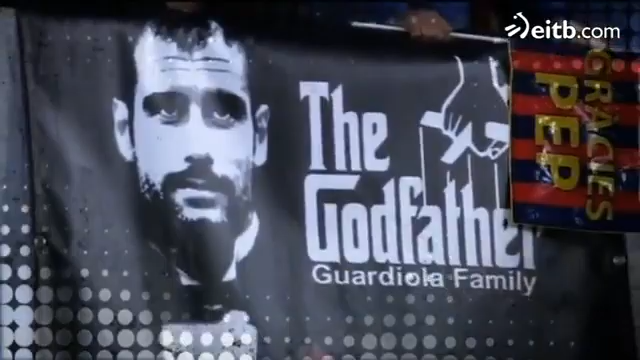 eitb.com
The
Godfather
Guardiola Family
GRACIES
PEP